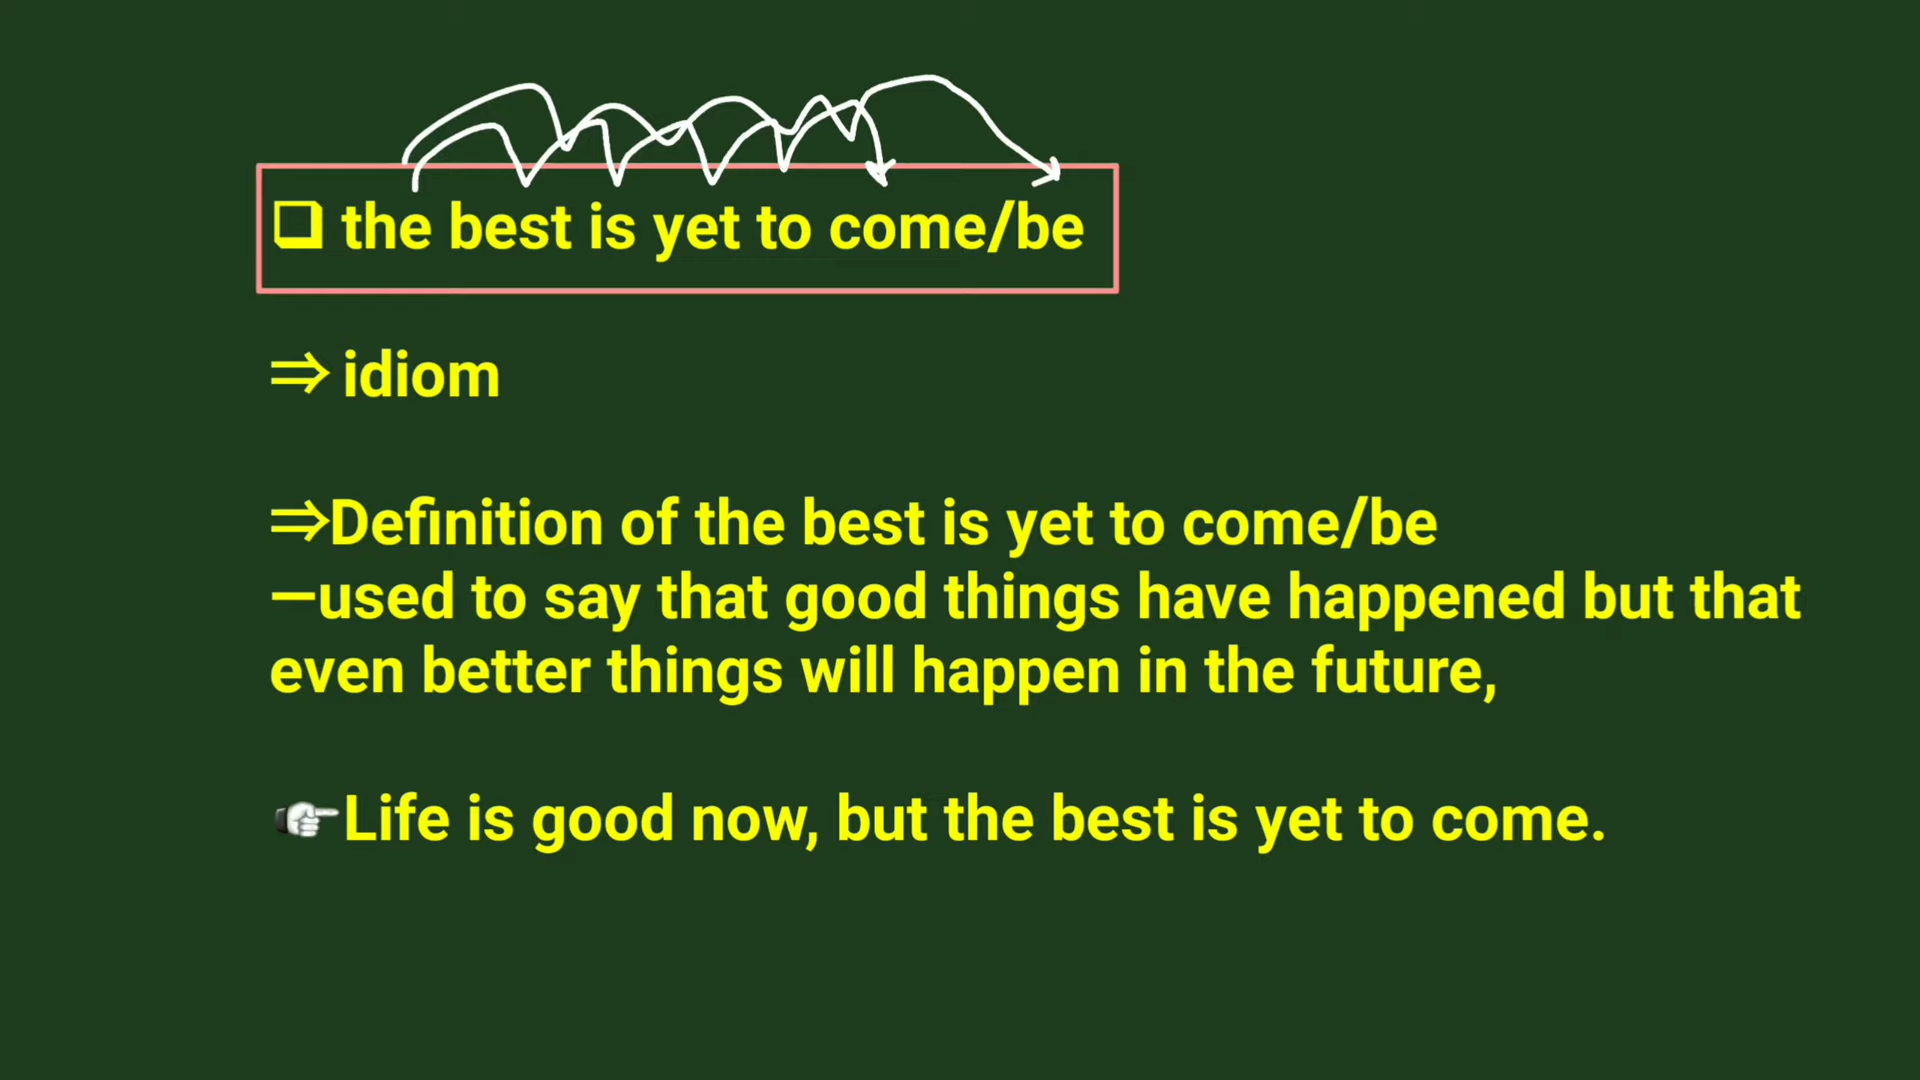 ❑ the best is yet to come/be
⇒ idiom
⇒Definition of the best is yet to come/be
—used to say that good things have happened but that
even better things will happen in the future,
☞Life is good now, but the best is yet to come.